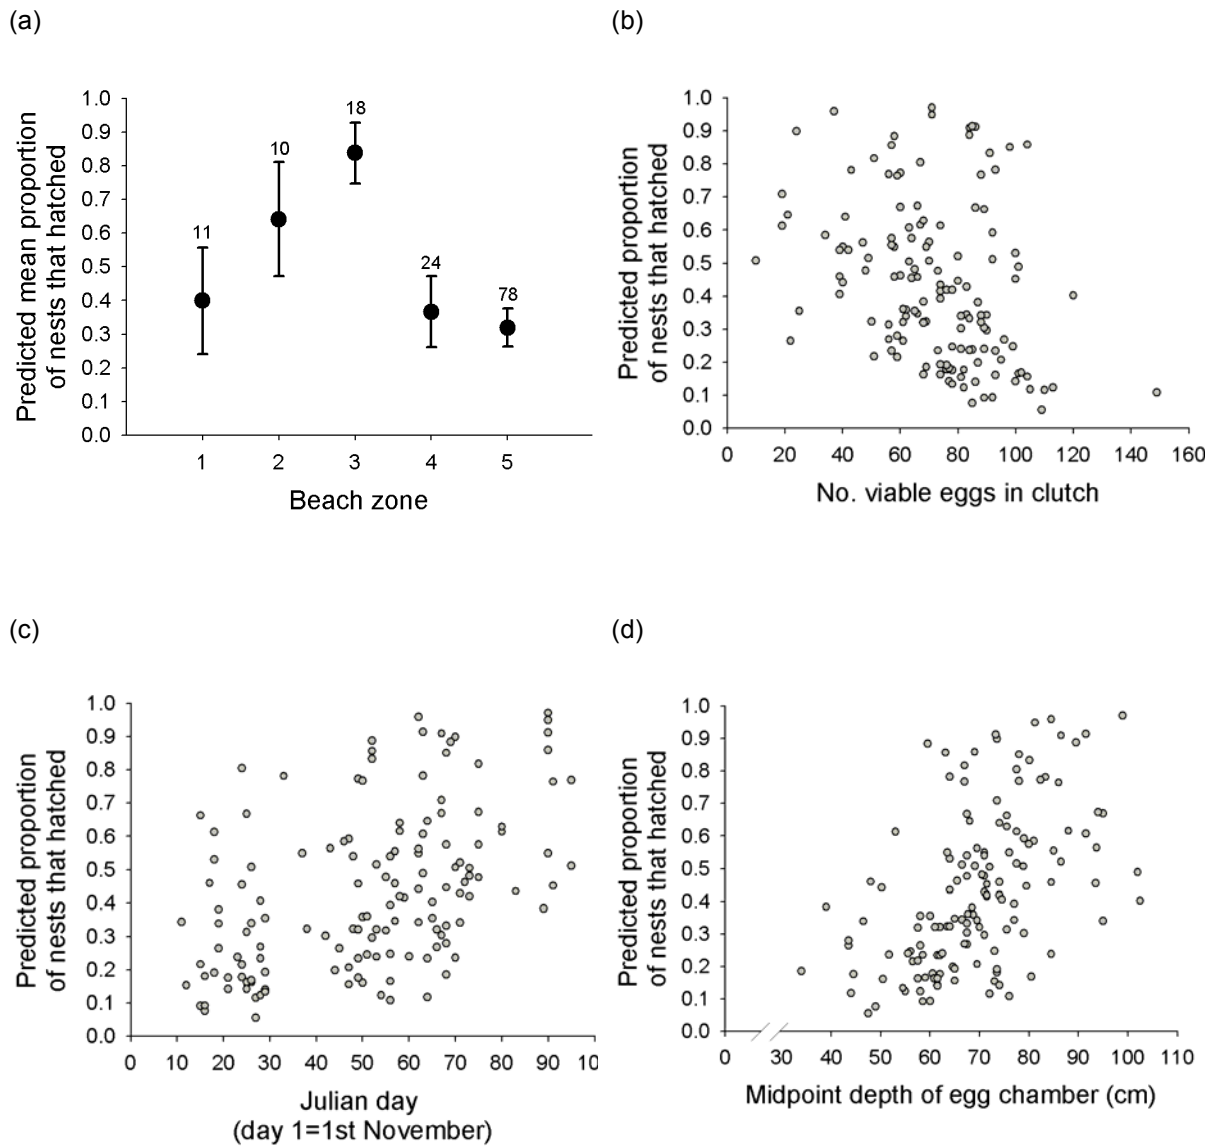 (a)
Predicted mean proportion
of nests that hatched
1.0
0.9
0.8
0.7
0.6
0.5
0.4
0.3
0.2
0.1
0.0
11
10
18
24
78
1 2 3 4 5
Beach zone
(b)
Predicted proportion
of nests that hatched
1.0
0.9
0.8
0.7
0.6
0.5
0.4
0.3
0.2
0.1
0.0
0 20 40 60 80 100 120 140 160
No. viable eggs in clutch
(c)
Predicted proportion
of nests that hatched
1.0
0.9
0.8
0.7
0.6
0.5
0.4
0.3
0.2
0.1
0.0
0 10 20 30 40 50 60 70 80 90 10
Julian day
(day 1=1st November)
(d)
Predicted proportion
of nests that hatched
1.0
0.9
0.8
0.7
0.6
0.5
0.4
0.3
0.2
0.1
0.0
0 30 40 50 60 70 80 90 100 110
Midpoint depth of egg chamber (cm)